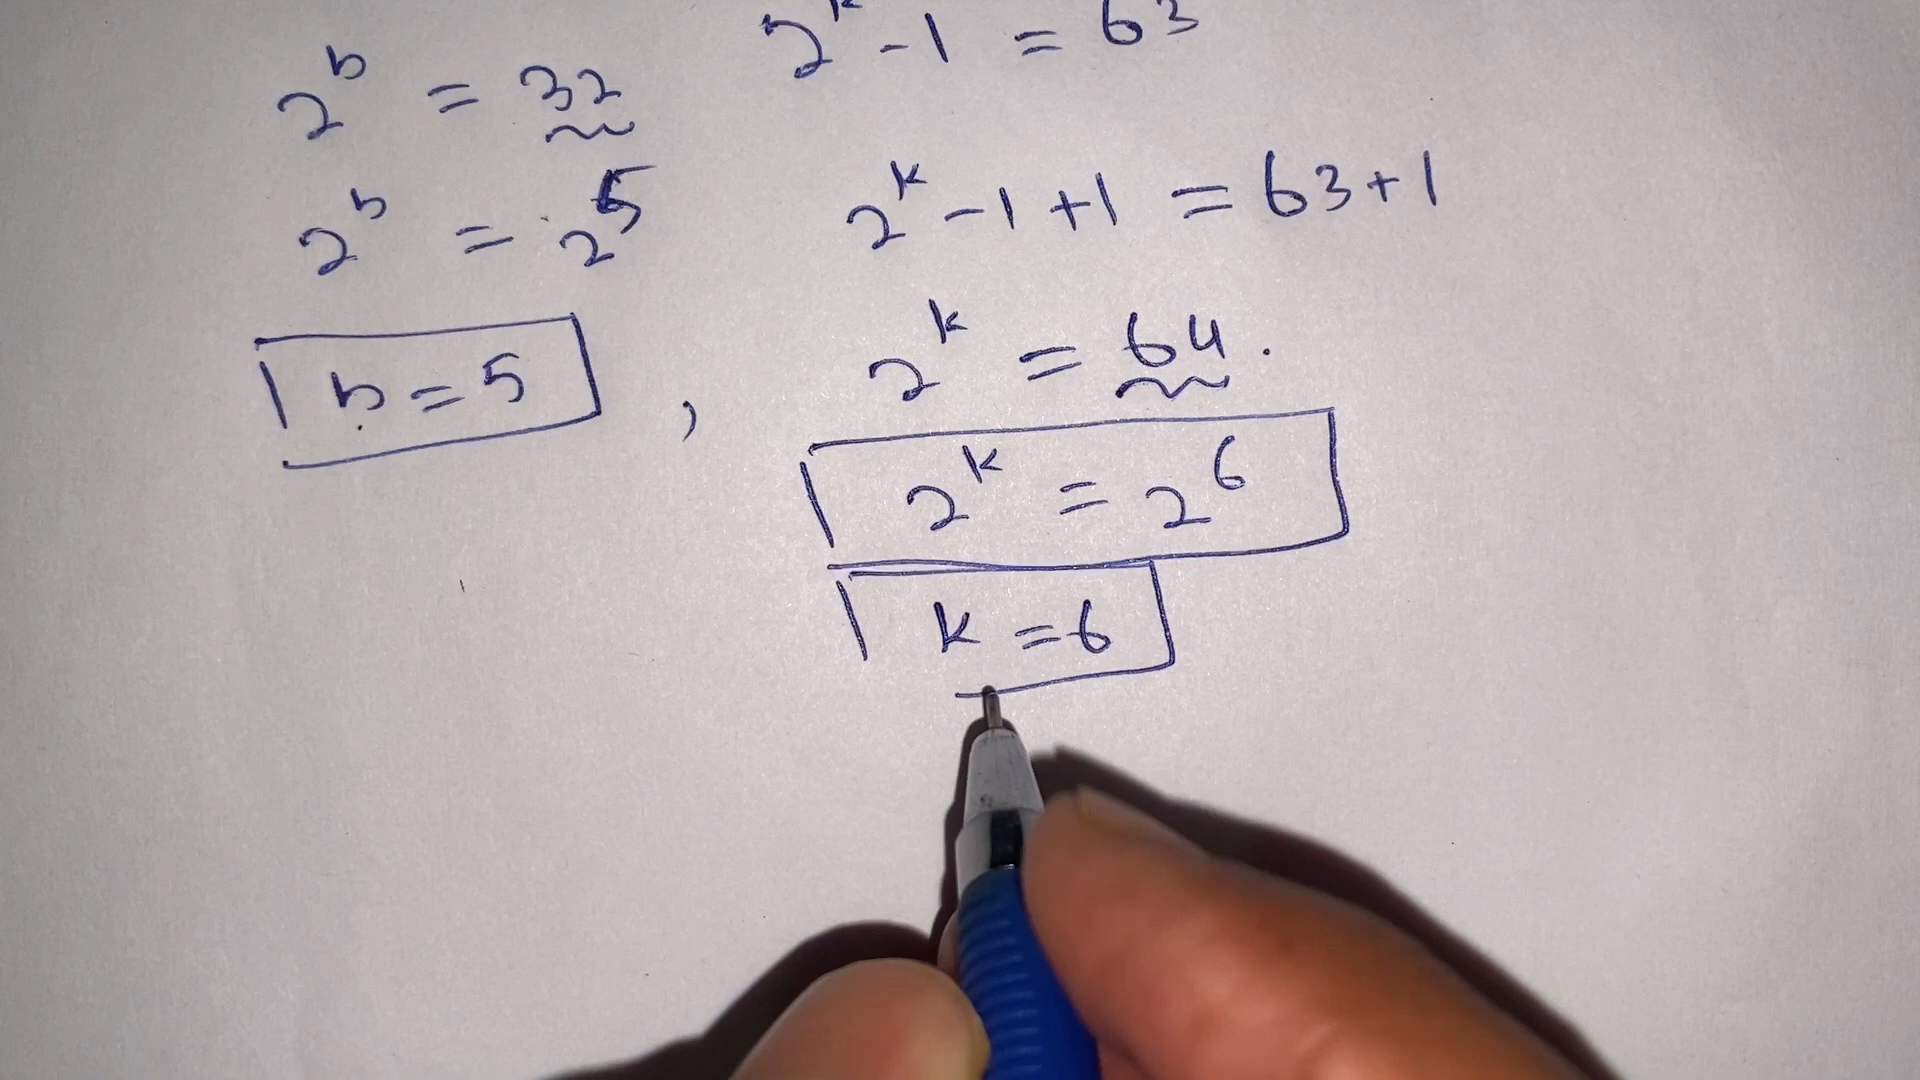 2^b = 32
2^b = 2^5
b = 5 ,
2^k - 1 = 63
2^k - 1 + 1 = 63 + 1
2^k = 64 .
2^k = 2^6
k = 6